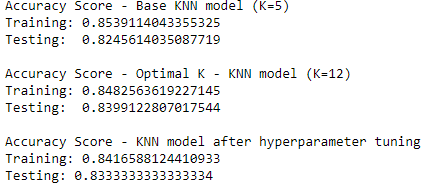 Accuracy Score - Base KNN model (K=5)
Training: 0.8539114043355325
Testing:  0.8245614035087719
Accuracy Score - Optimal K - KNN model (K=12)
Training: 0.8482563619227145
Testing:  0.8399122807017544
Accuracy Score - KNN model after hyperparameter tuning
Training: 0.8416588124410933
Testing: 0.8333333333333334